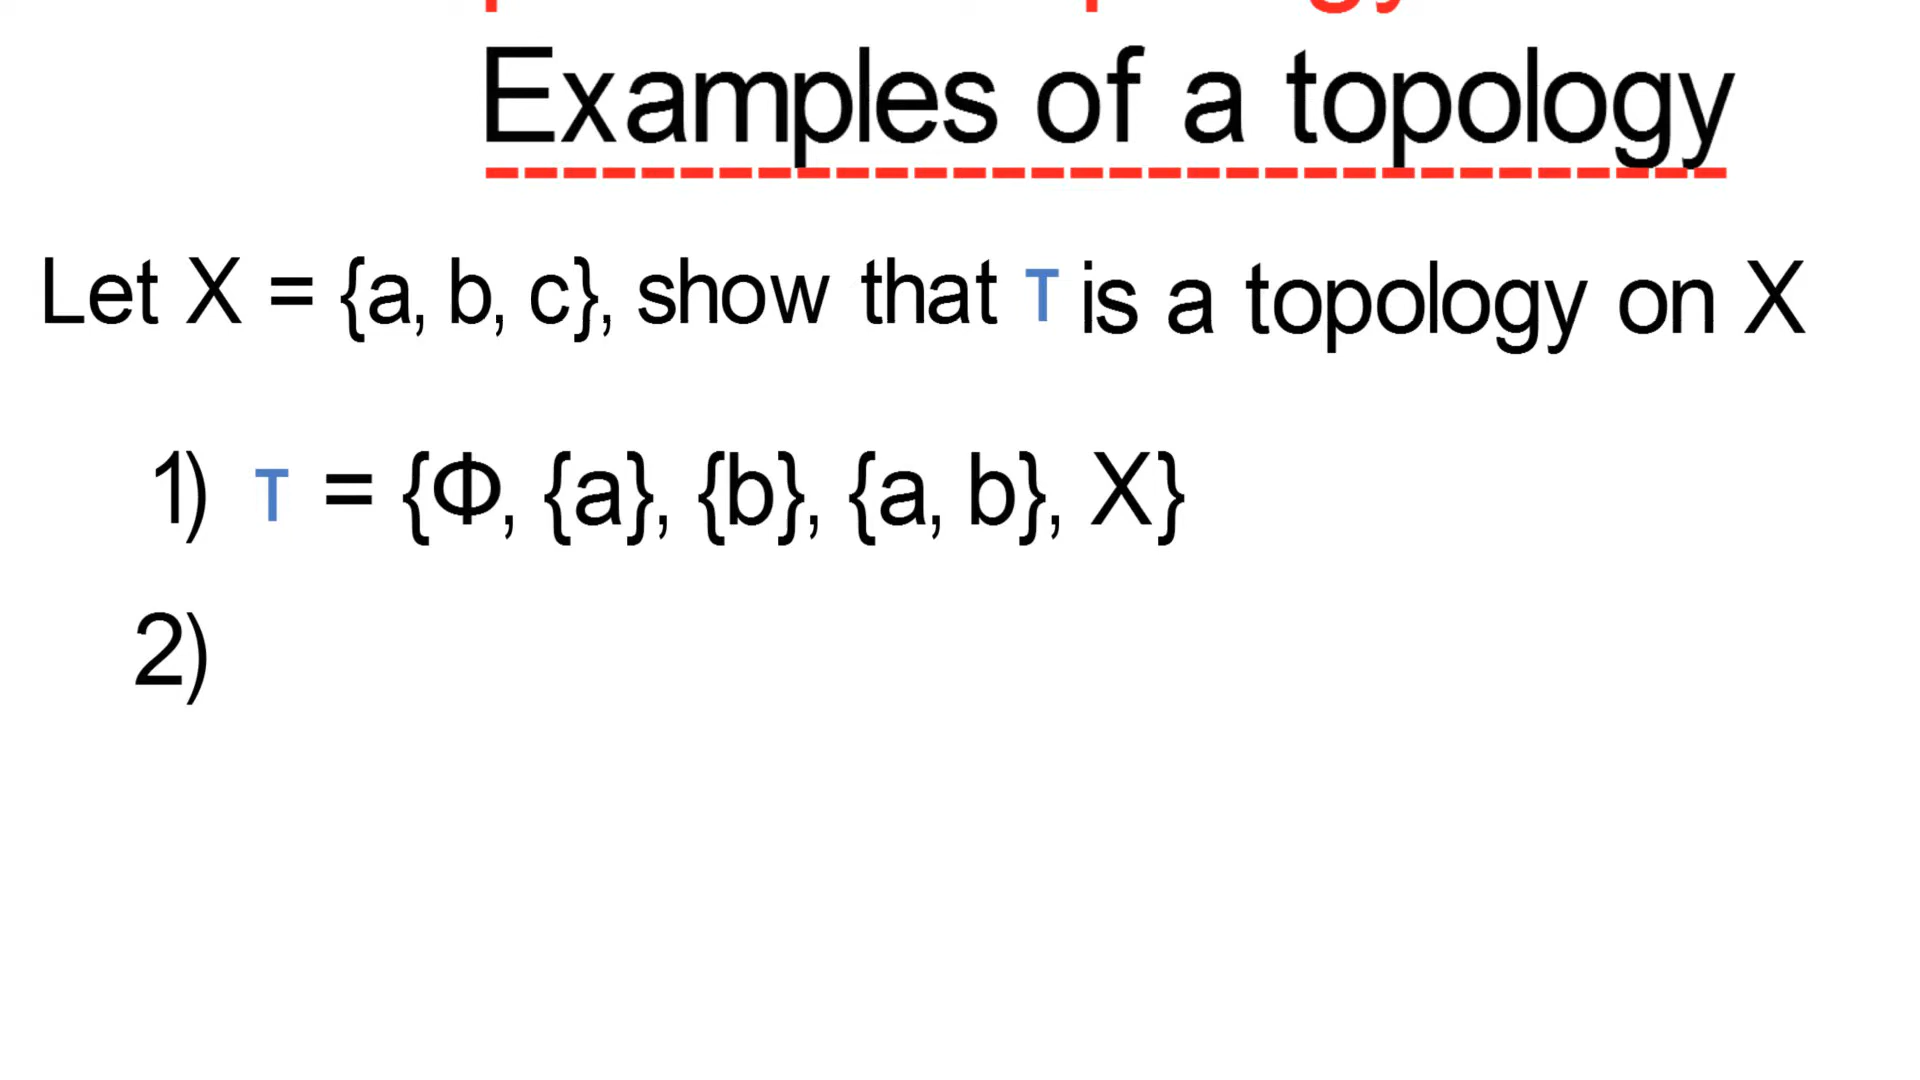 Examples of a topology
Let X = {a, b, c}, show that τ is a topology on X
1) τ = {Φ, {a}, {b}, {a, b}, X}
2)